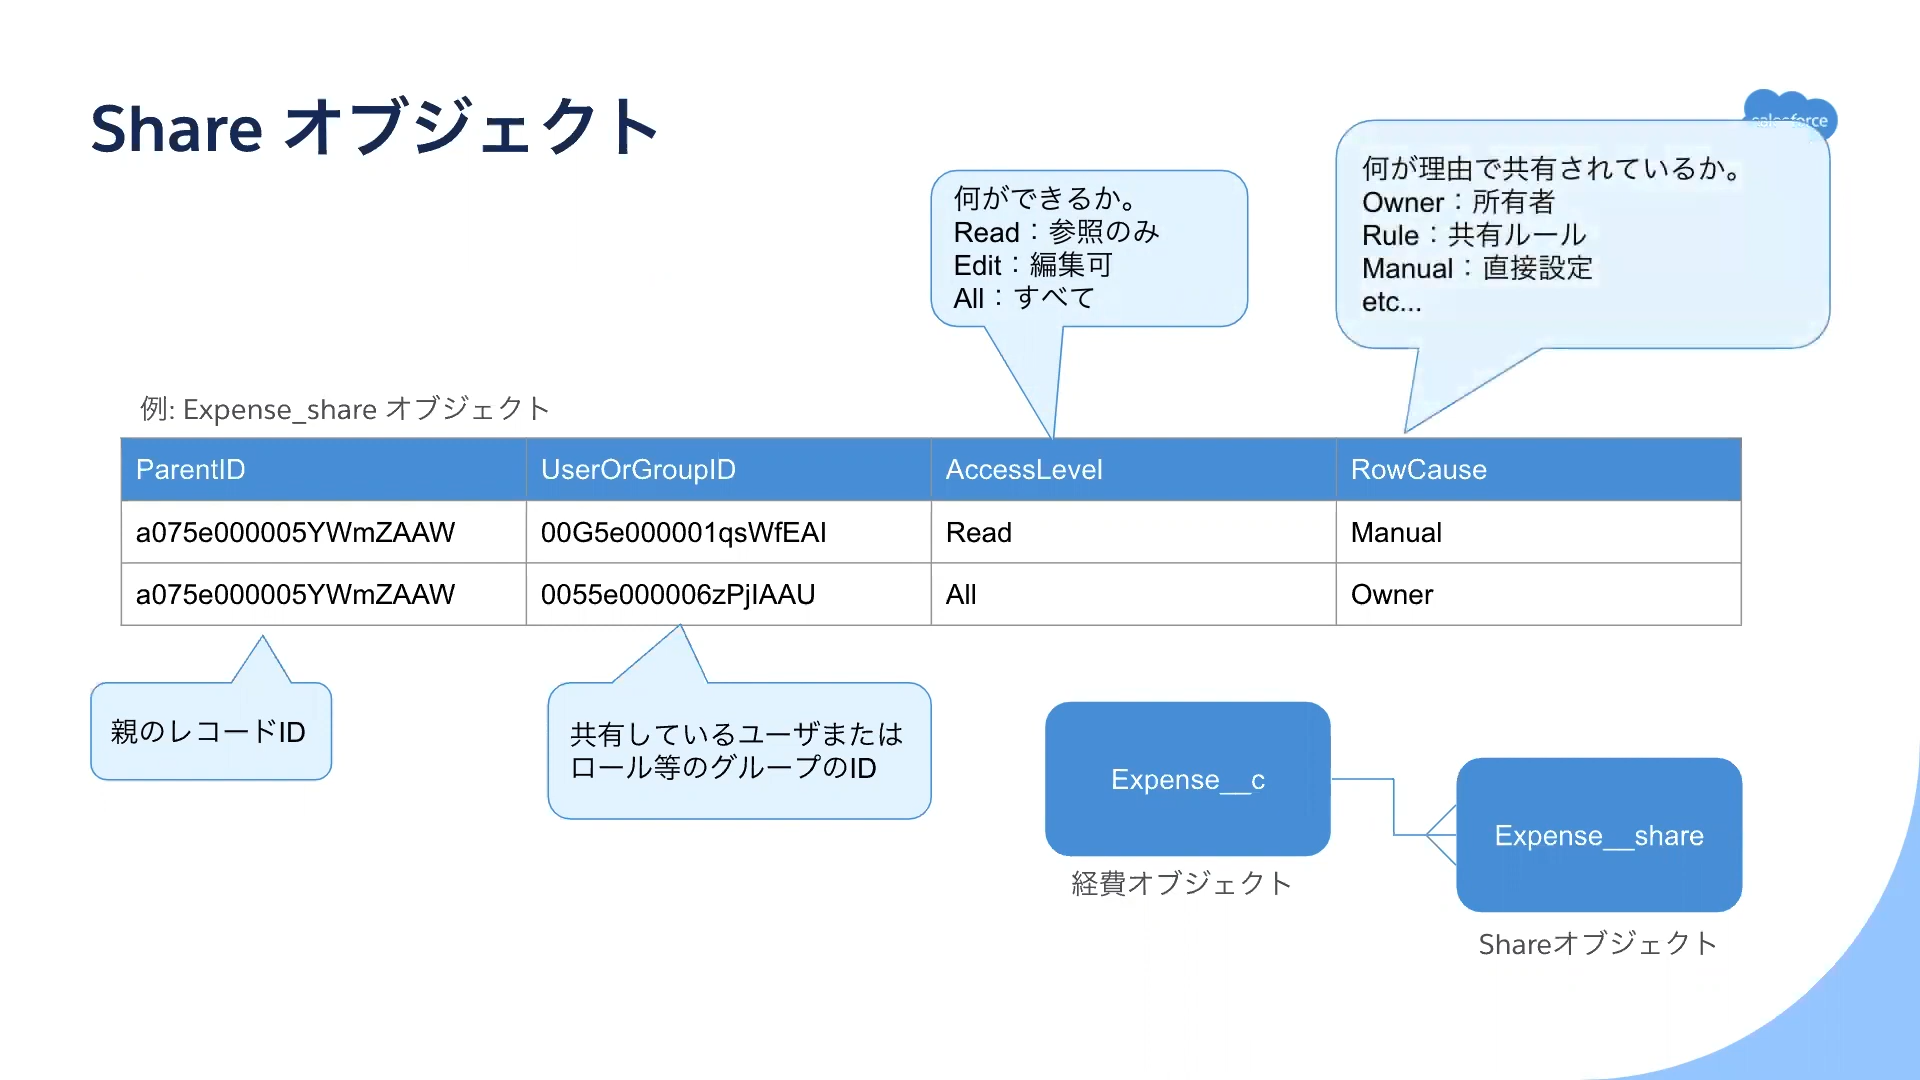 Share オブジェクト
salesforce
何ができるか。
Read：参照のみ
Edit：編集可
All：すべて
何が理由で共有されているか。
Owner：所有者
Rule：共有ルール
Manual：直接設定
etc...
例: Expense_share オブジェクト
ParentID UserOrGroupID AccessLevel RowCause
a075e000005YWmZAAW 00G5e000001qsWfEAI Read Manual
a075e000005YWmZAAW 0055e000006zPjIAAU All Owner
親のレコードID
共有しているユーザまたは
ロール等のグループのID
Expense__c
経費オブジェクト
Expense__share
Shareオブジェクト